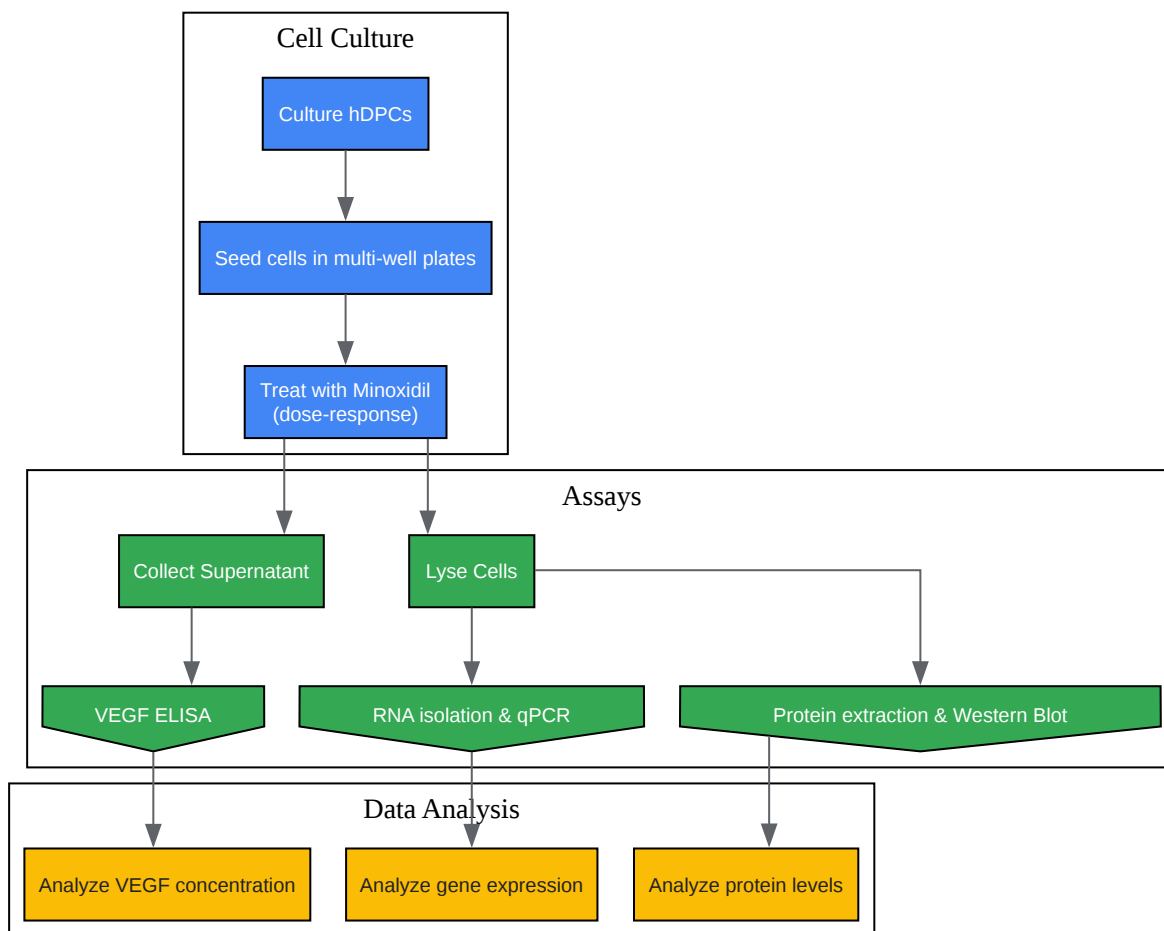 Cell Culture
Culture hDPCs
Seed cells in multi-well plates
Treat with Minoxidil
(dose-response)
Assays
Collect Supernatant
Lyse Cells
VEGF ELISA
RNA isolation & qPCR
Protein extraction & Western Blot
Data Analysis
Analyze VEGF concentration
Analyze gene expression
Analyze protein levels